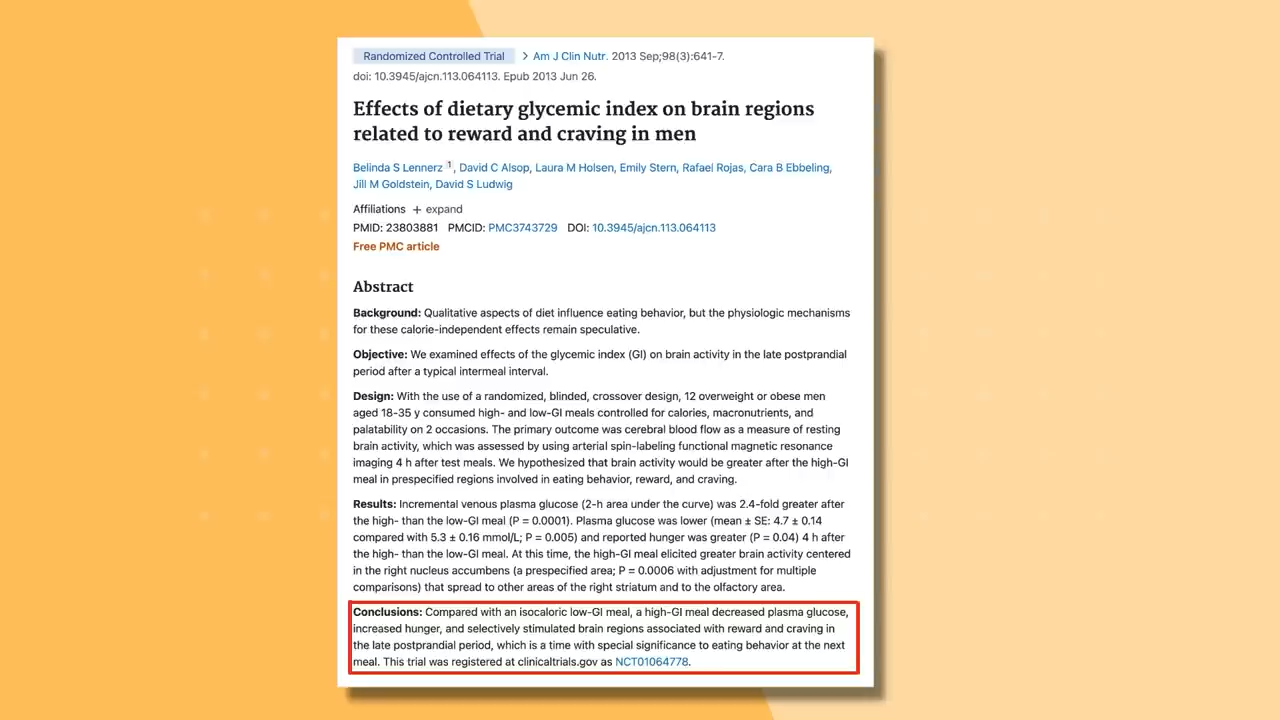 Randomized Controlled Trial > Am J Clin Nutr. 2013 Sep;98(3):641-7.
doi: 10.3945/ajcn.113.064113. Epub 2013 Jun 26.
Effects of dietary glycemic index on brain regions
related to reward and craving in men
Belinda S Lennerz 1, David C Alsop, Laura M Holsen, Emily Stern, Rafael Rojas, Cara B Ebbeling,
Jill M Goldstein, David S Ludwig
Affiliations + expand
PMID: 23803881 PMCID: PMC3743729 DOI: 10.3945/ajcn.113.064113
Free PMC article
Abstract
Background: Qualitative aspects of diet influence eating behavior, but the physiologic mechanisms
for these calorie-independent effects remain speculative.
Objective: We examined effects of the glycemic index (GI) on brain activity in the late postprandial
period after a typical intermeal interval.
Design: With the use of a randomized, blinded, crossover design, 12 overweight or obese men
aged 18-35 y consumed high- and low-GI meals controlled for calories, macronutrients, and
palatability on 2 occasions. The primary outcome was cerebral blood flow as a measure of resting
brain activity, which was assessed by using arterial spin-labeling functional magnetic resonance
imaging 4 h after test meals. We hypothesized that brain activity would be greater after the high-GI
meal in prespecified regions involved in eating behavior, reward, and craving.
Results: Incremental venous plasma glucose (2-h area under the curve) was 2.4-fold greater after
the high- than the low-GI meal (P = 0.0001). Plasma glucose was lower (mean ± SE: 4.7 ± 0.14
compared with 5.3 ± 0.16 mmol/L; P = 0.005) and reported hunger was greater (P = 0.04) 4 h after
the high- than the low-GI meal. At this time, the high-GI meal elicited greater brain activity centered
in the right nucleus accumbens (a prespecified area; P = 0.0006 with adjustment for multiple
comparisons) that spread to other areas of the right striatum and to the olfactory area.
Conclusions: Compared with an isocaloric low-GI meal, a high-GI meal decreased plasma glucose,
increased hunger, and selectively stimulated brain regions associated with reward and craving in
the late postprandial period, which is a time with special significance to eating behavior at the next
meal. This trial was registered at clinicaltrials.gov as NCT01064778.